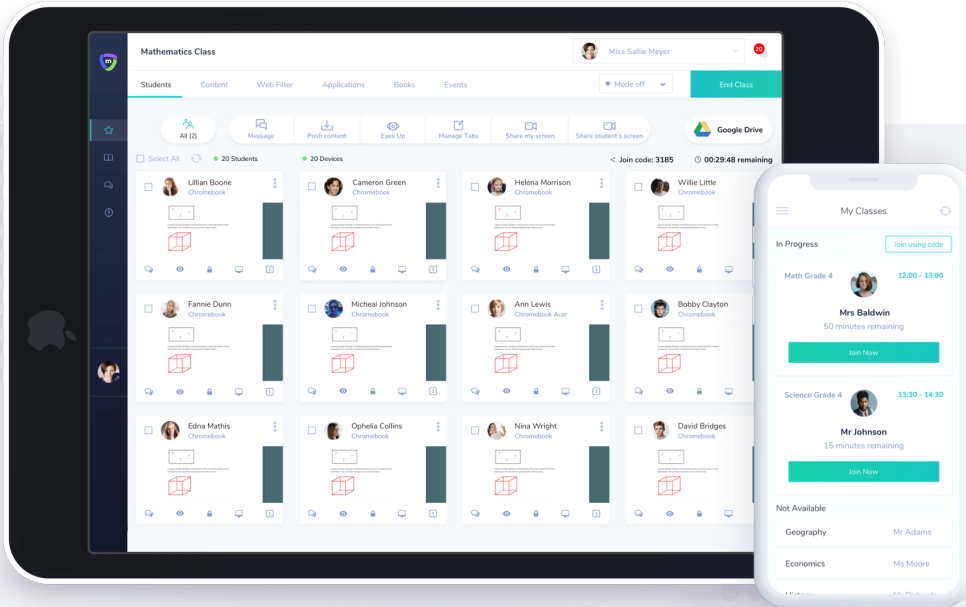 Mathematics Class
Miss Sallie Meyer
20
Students Content Web Filter Applications Books Events
Mode off
End Class
All (2)
Message
Push content
Eyes Up
Manage Tabs
Share my screen
Share student's screen
Google Drive
Select All
20 Students
20 Devices
< Join code: 3185
00:29:48 remaining
Lillian Boone
Chromebook
Cameron Green
Chromebook
Helena Morrison
Chromebook
Willie Little
Chromebook
Fannie Dunn
Chromebook
Micheal Johnson
Chromebook
Ann Lewis
Chromebook Acer
Bobby Clayton
Chromebook
Edna Mathis
Chromebook
Ophelia Collins
Chromebook
Nina Wright
Chromebook
David Bridges
Chromebook
My Classes
In Progress
Join using code
Math Grade 4
12:00 - 13:00
Mrs Baldwin
50 minutes remaining
Join Now
Science Grade 4
13:30 - 14:30
Mr Johnson
15 minutes remaining
Join Now
Not Available
Geography Mr Adams
Economics Ms Moore